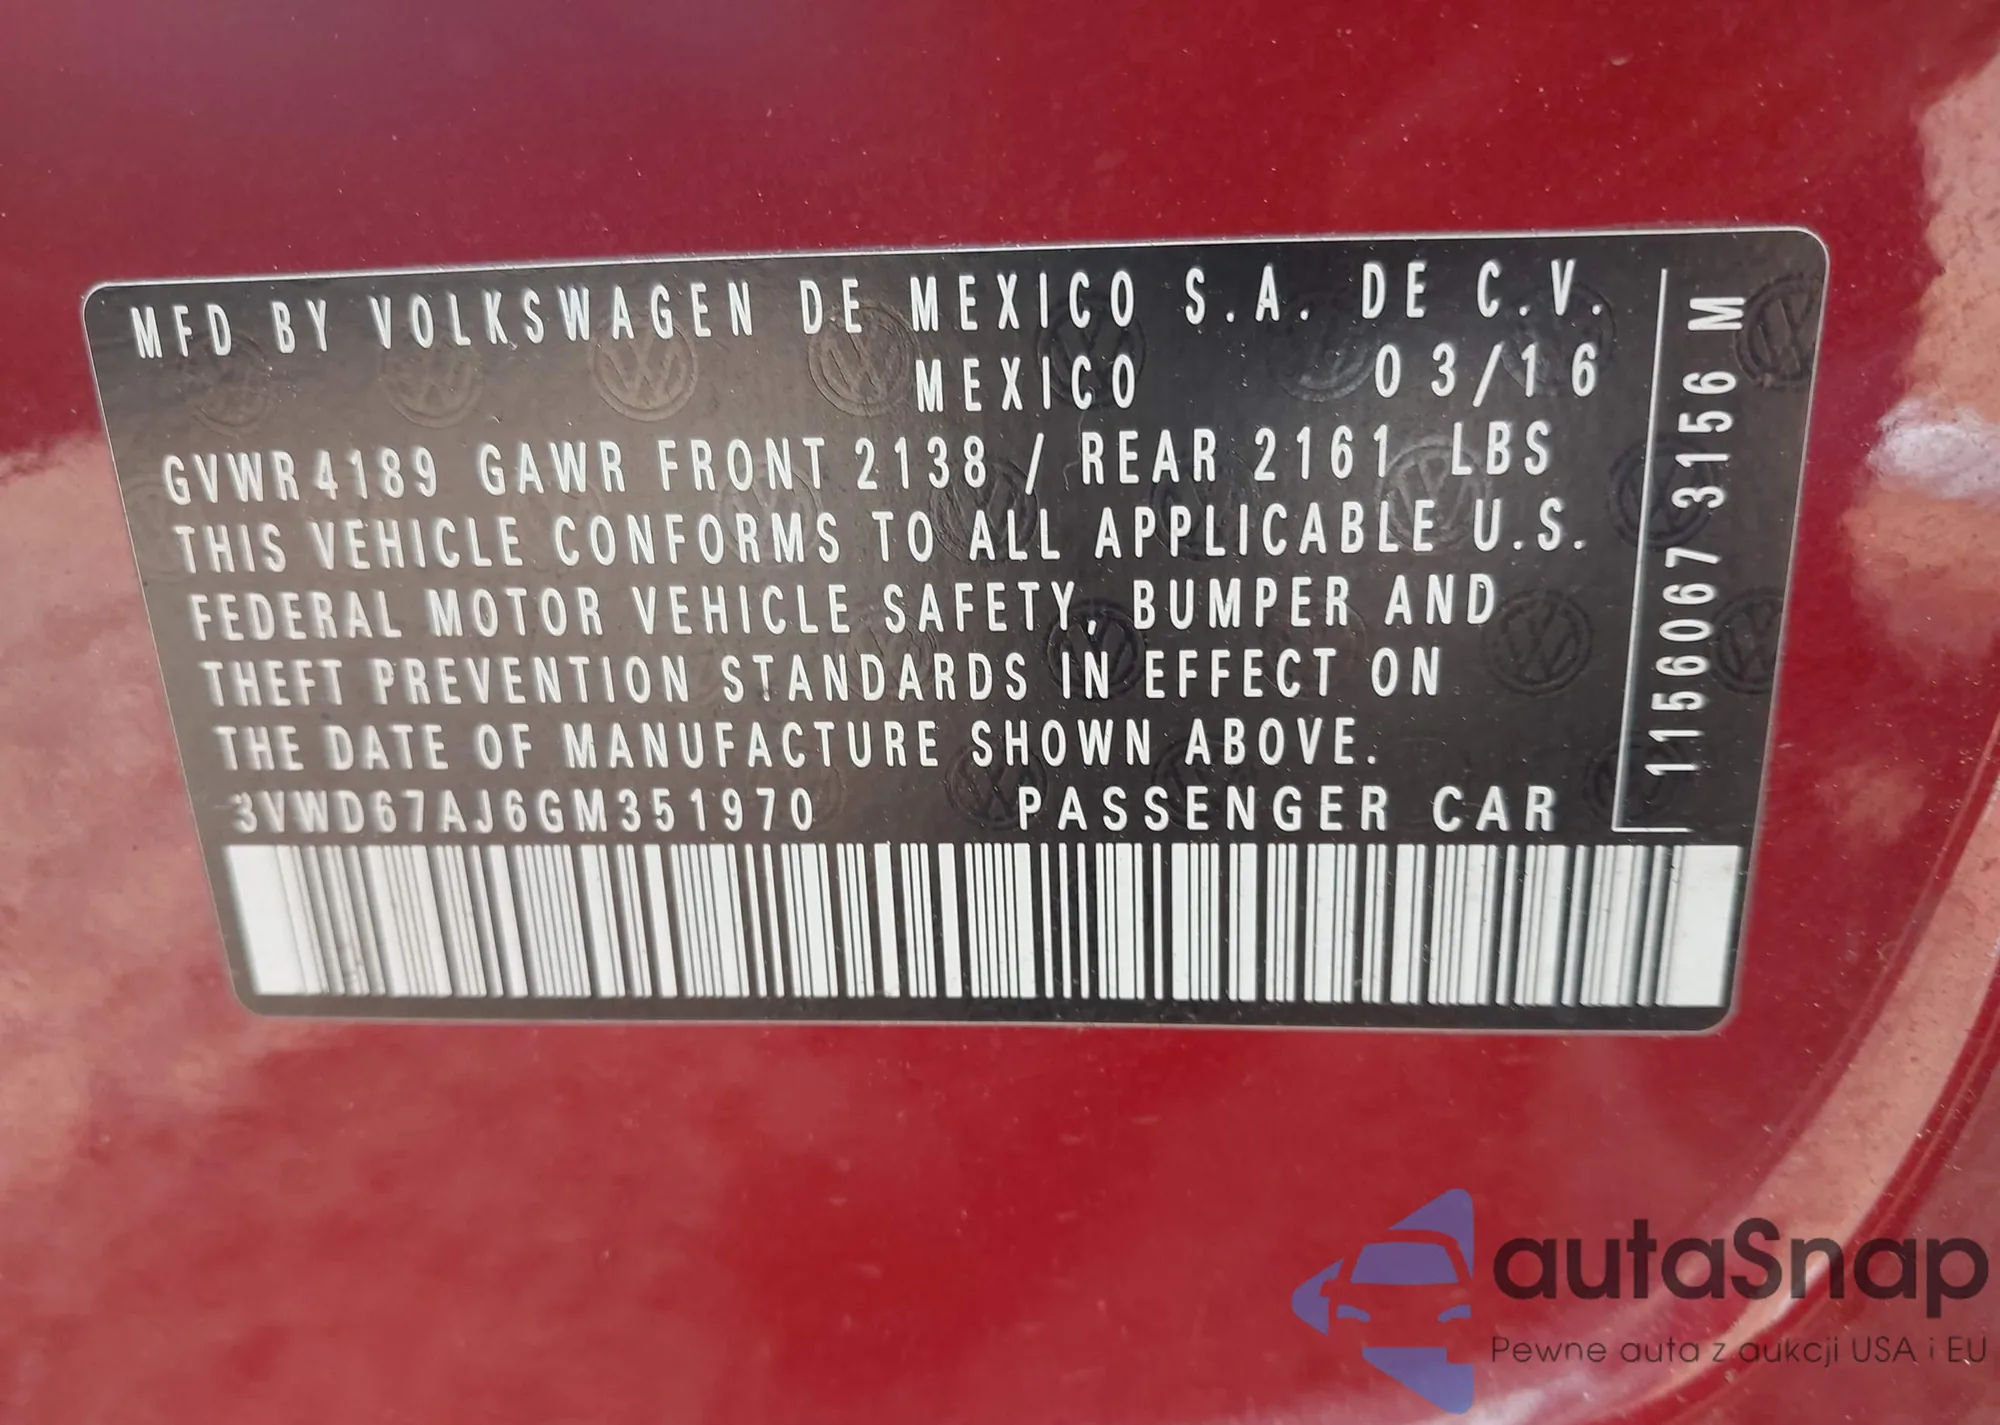 MFD BY VOLKSWAGEN DE MEXICO S.A. DE C.V.
MEXICO 03/16
GVWR 4189 GAWR FRONT 2138 / REAR 2161 LBS
THIS VEHICLE CONFORMS TO ALL APPLICABLE U.S.
FEDERAL MOTOR VEHICLE SAFETY, BUMPER AND
THEFT PREVENTION STANDARDS IN EFFECT ON
THE DATE OF MANUFACTURE SHOWN ABOVE.
3VWD67AJ6GM351970 PASSENGER CAR
1156067 3156 M
autaSnap
Pewne auta z aukcji USA i EU